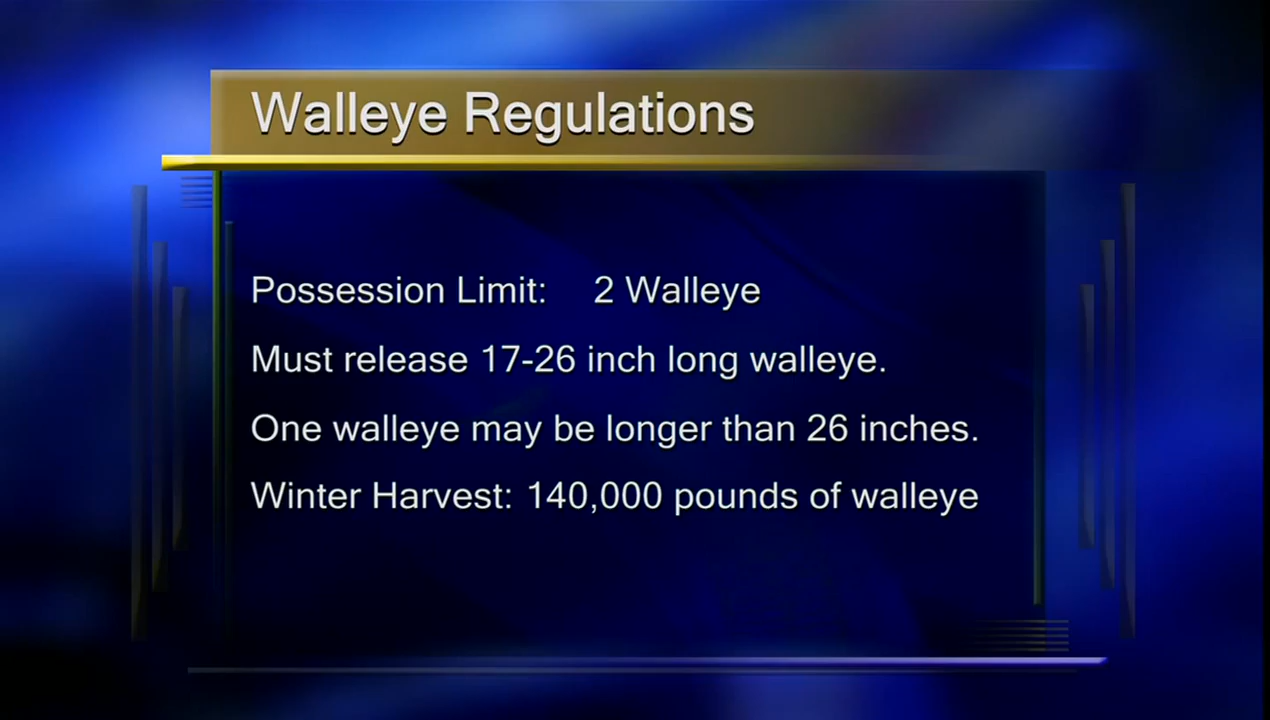 Walleye Regulations
Possession Limit: 2 Walleye
Must release 17-26 inch long walleye.
One walleye may be longer than 26 inches.
Winter Harvest: 140,000 pounds of walleye